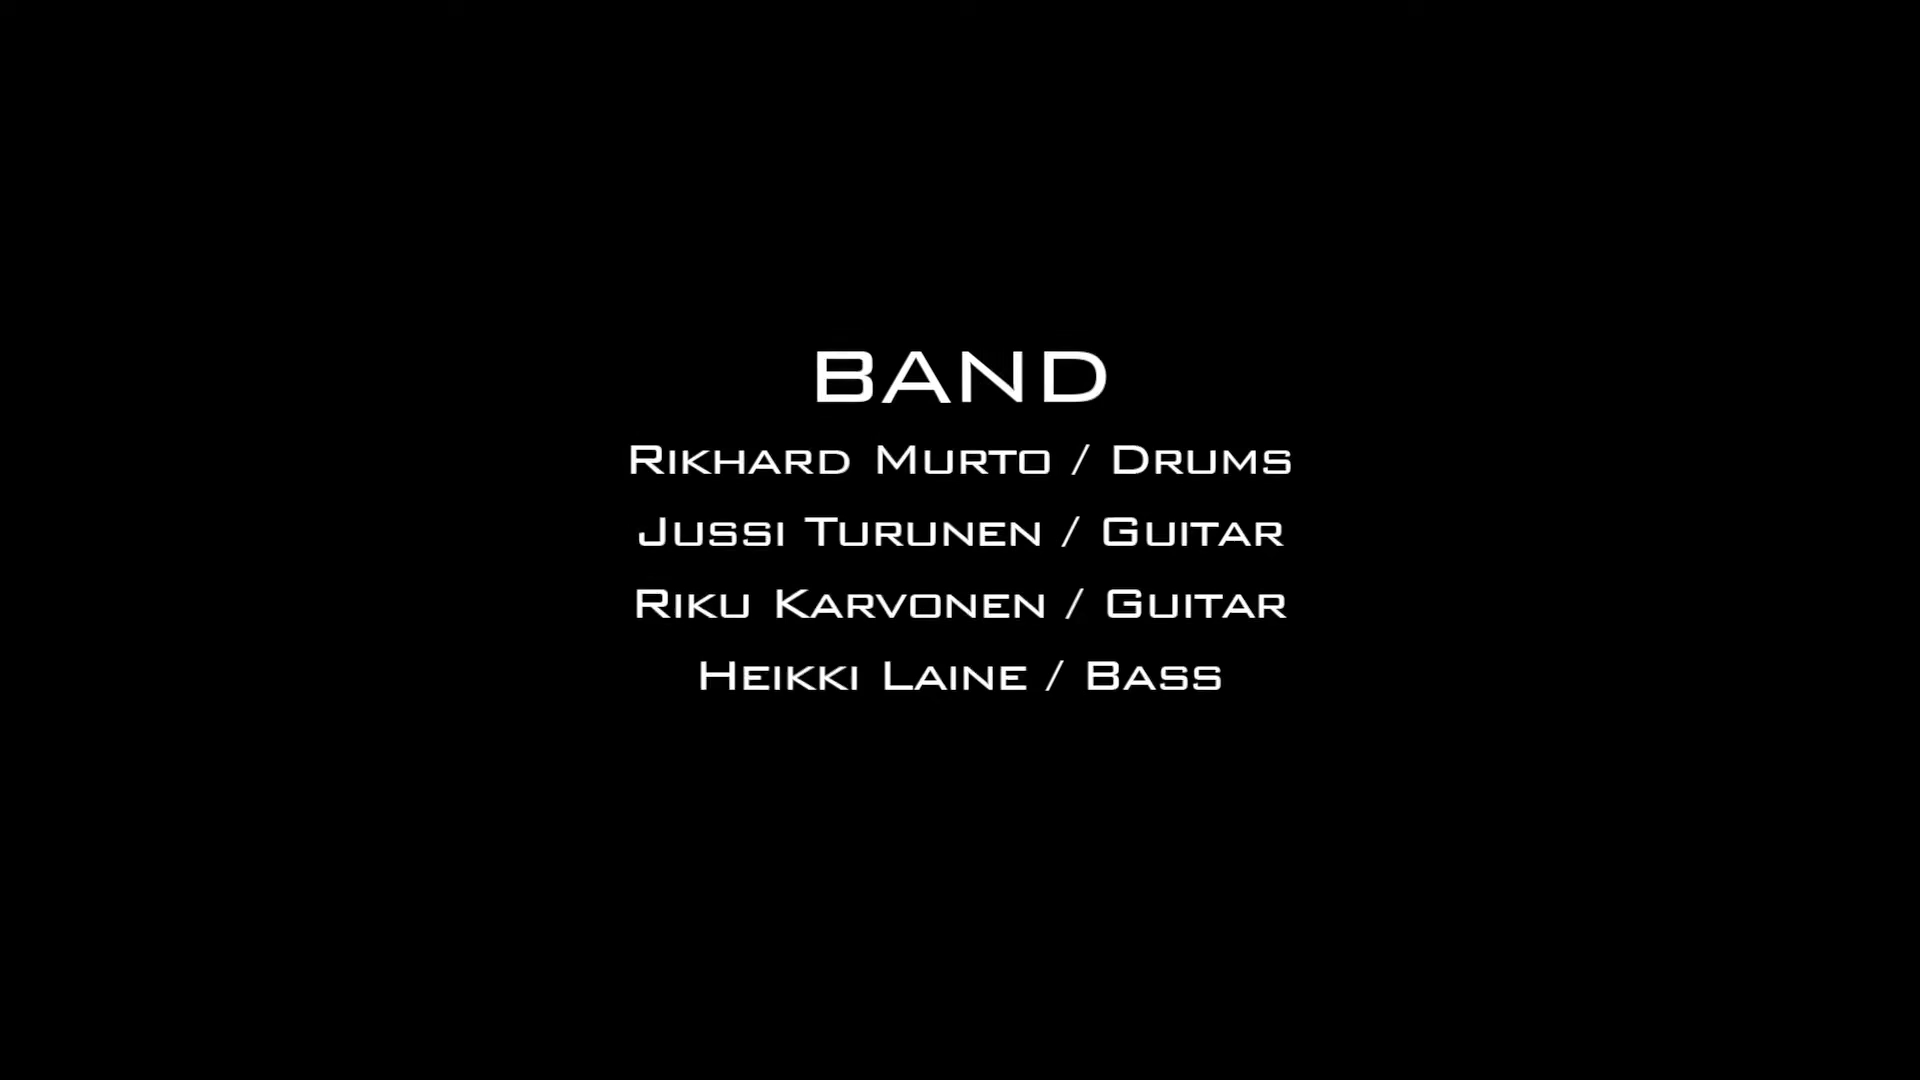 BAND
Rikhard Murto / Drums
Jussi Turunen / Guitar
Riku Karvonen / Guitar
Heikki Laine / Bass